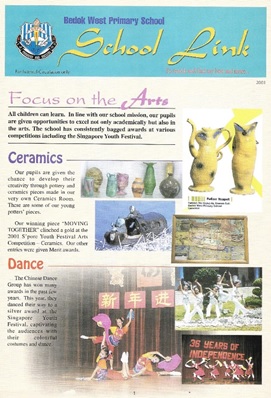 Bedok West Primary School
School Link
2001
Focus on the Arts
All children can learn. In line with our school mission, our pupils
are given opportunities to excel not only academically but also in
the arts. The school has consistently bagged awards at various
competitions including the Singapore Youth Festival.
Ceramics
Our pupils are given the
chance to develop their
creativity through pottery and
ceramics pieces made in our
very own Ceramics Room.
These are some of our young
potters' pieces.
Our winning piece "MOVING
TOGETHER" clinched a gold at the
2001 S'pore Youth Festival Arts
Competition – Ceramics. Our other
entries were given Merit awards.
Dance
The Chinese Dance
Group has won many
awards in the past few
years. This year, they
danced their way to a
silver award at the
Singapore Youth
Festival, captivating
the audiences with
their colourful
costumes and dance.
新年进
36 YEARS OF
INDEPENDENCE
1